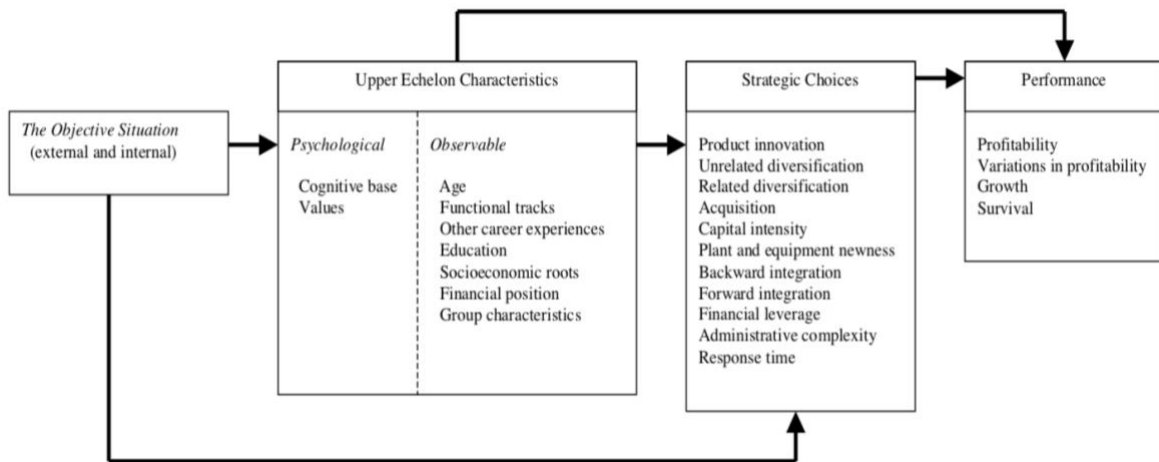 The Objective Situation
(external and internal)
Upper Echelon Characteristics
Psychological
Cognitive base
Values
Observable
Age
Functional tracks
Other career experiences
Education
Socioeconomic roots
Financial position
Group characteristics
Strategic Choices
Product innovation
Unrelated diversification
Related diversification
Acquisition
Capital intensity
Plant and equipment newness
Backward integration
Forward integration
Financial leverage
Administrative complexity
Response time
Performance
Profitability
Variations in profitability
Growth
Survival